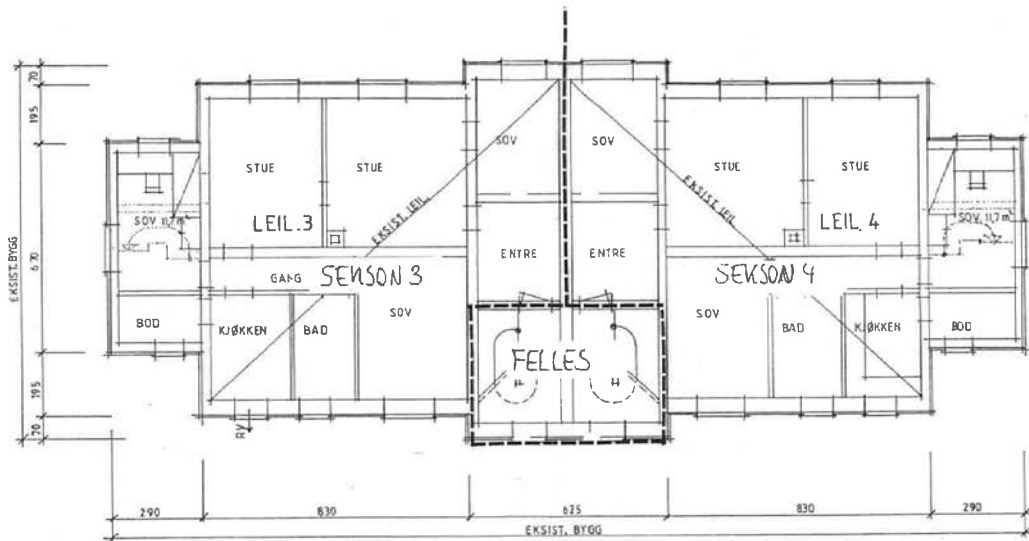 70
195
670
195
70
EKSIST. BYGG
STUE
STUE
SOV
SOV
STUE
STUE
SOV 11,7 m²
LEIL.3
EKSIST. LEIL.
EKSIST. LEIL
LEIL. 4
SOV. 11,7 m²
ENTRE
ENTRE
GANG
SEKSON 3
SEKSON 4
BOD
KJØKKEN
BAD
SOV
SOV
BAD
KJØKKEN
BOD
FELLES
RV
290
830
625
830
290
EKSIST. BYGG